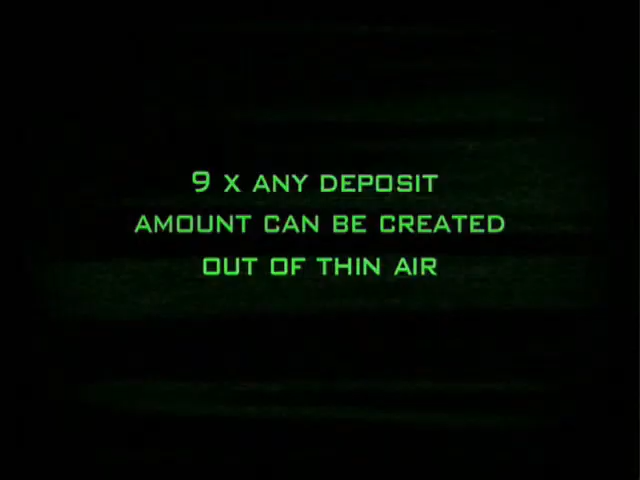 9 X ANY DEPOSIT
AMOUNT CAN BE CREATED
OUT OF THIN AIR